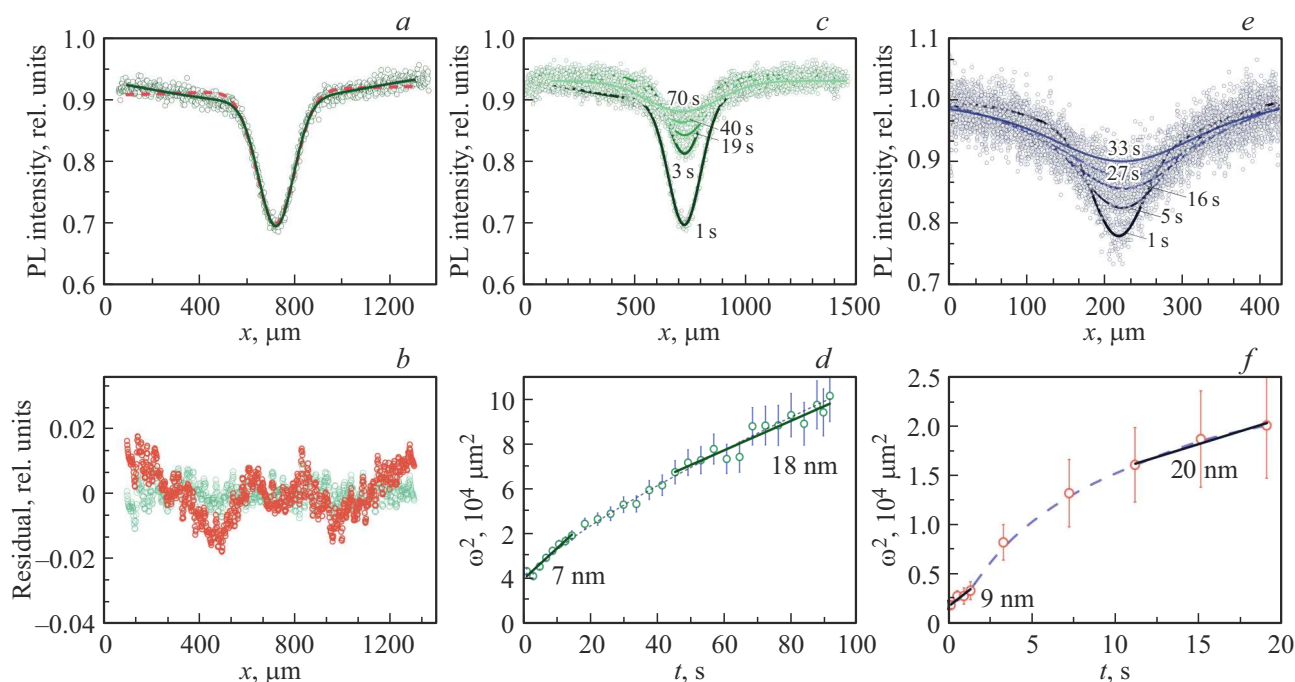 a
1.0
0.9
0.8
0.7
0.6
PL intensity, rel. units
0
400
800
1200
x, μm
c
1.0
0.9
0.8
0.7
0.6
PL intensity, rel. units
70 s
40 s
19 s
3 s
1 s
0
500
1000
1500
x, μm
e
1.1
1.0
0.9
0.8
0.7
PL intensity, rel. units
33 s
27 s
16 s
5 s
1 s
0
100
200
300
400
x, μm
b
0.02
0
–0.02
–0.04
Residual, rel. units
0
400
800
1200
x, μm
d
10
8
6
2
4
0
ω², 10⁴ μm²
18 nm
7 nm
0
20
40
60
80
100
t, s
f
2.5
2.0
1.5
1.0
0.5
0
ω², 10⁴ μm²
20 nm
9 nm
0
5
10
15
20
t, s